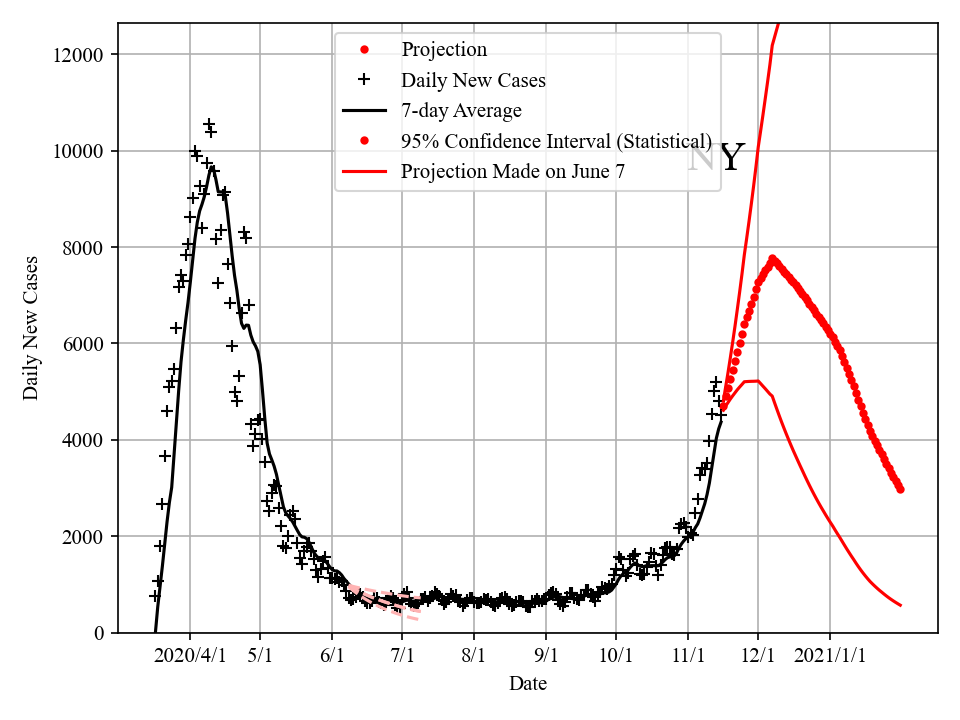 12000
10000
8000
6000
4000
2000
0
Daily New Cases
Projection
Daily New Cases
7-day Average
95% Confidence Interval (Statistical)
Projection Made on June 7
NY
2020/4/1 5/1 6/1 7/1 8/1 9/1 10/1 11/1 12/1 2021/1/1
Date